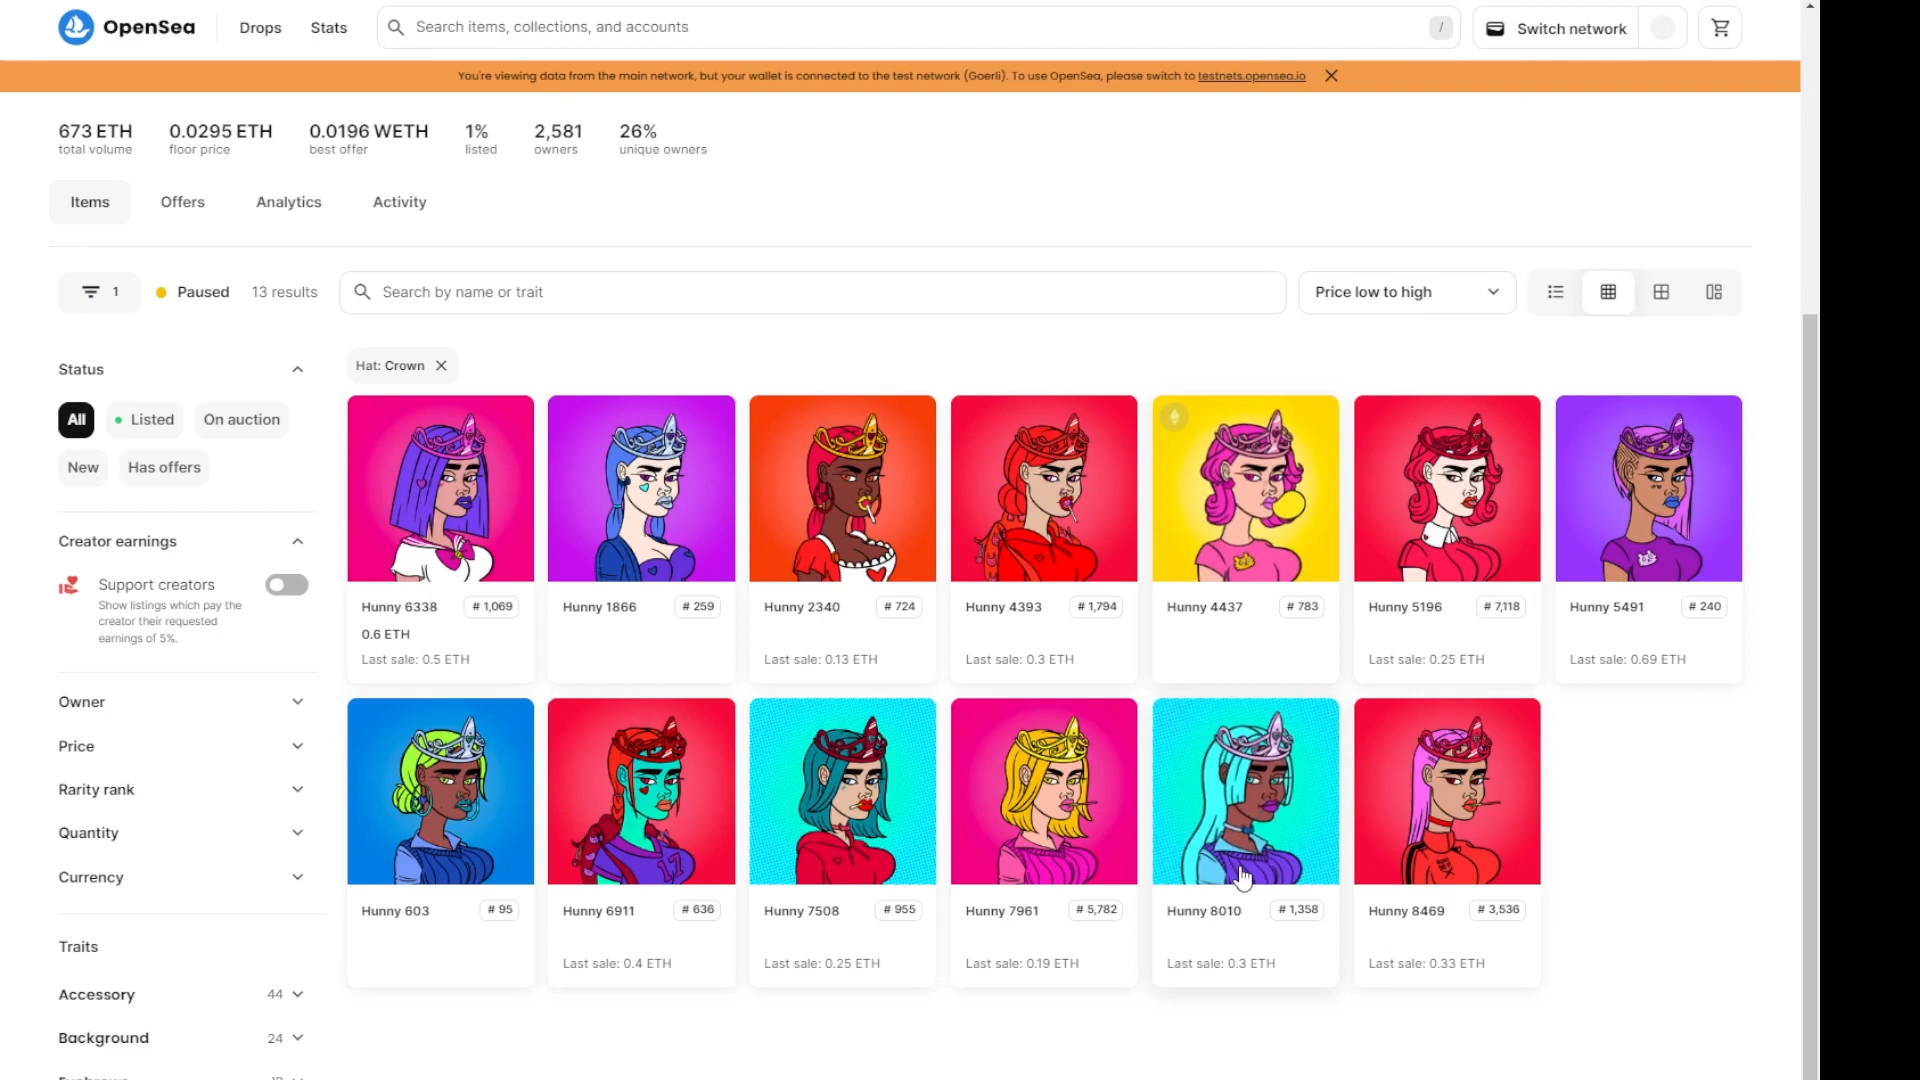 OpenSea
Drops
Stats
Search items, collections, and accounts
/
Switch network
You're viewing data from the main network, but your wallet is connected to the test network (Goerli). To use OpenSea, please switch to testnets.opensea.io
673 ETH
total volume
0.0295 ETH
floor price
0.0196 WETH
best offer
1%
listed
2,581
owners
26%
unique owners
Items
Offers
Analytics
Activity
1
Paused
13 results
Search by name or trait
Price low to high
Status
All
Listed
On auction
New
Has offers
Creator earnings
Support creators
Show listings which pay the
creator their requested
earnings of 5%.
Owner
Price
Rarity rank
Quantity
Currency
Traits
Accessory
44
Background
24
Hat: Crown
Hunny 6338
# 1,069
0.6 ETH
Last sale: 0.5 ETH
Hunny 1866
# 259
Hunny 2340
# 724
Last sale: 0.13 ETH
Hunny 4393
# 1,794
Last sale: 0.3 ETH
Hunny 4437
# 783
Hunny 5196
# 7,118
Last sale: 0.25 ETH
Hunny 5491
# 240
Last sale: 0.69 ETH
Hunny 603
# 95
17
Hunny 6911
# 636
Last sale: 0.4 ETH
Hunny 7508
# 955
Last sale: 0.25 ETH
Hunny 7961
# 5,782
Last sale: 0.19 ETH
Hunny 8010
# 1,358
Last sale: 0.3 ETH
Hunny 8469
# 3,536
Last sale: 0.33 ETH